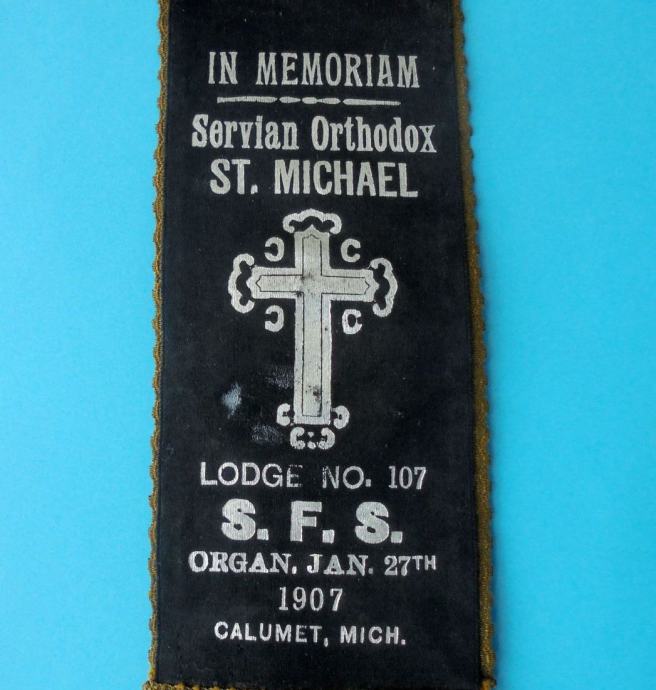 IN MEMORIAM
Servian Orthodox
ST. MICHAEL
C C
C C
LODGE NO. 107
S. F. S.
ORGAN. JAN. 27TH
1907
CALUMET, MICH.